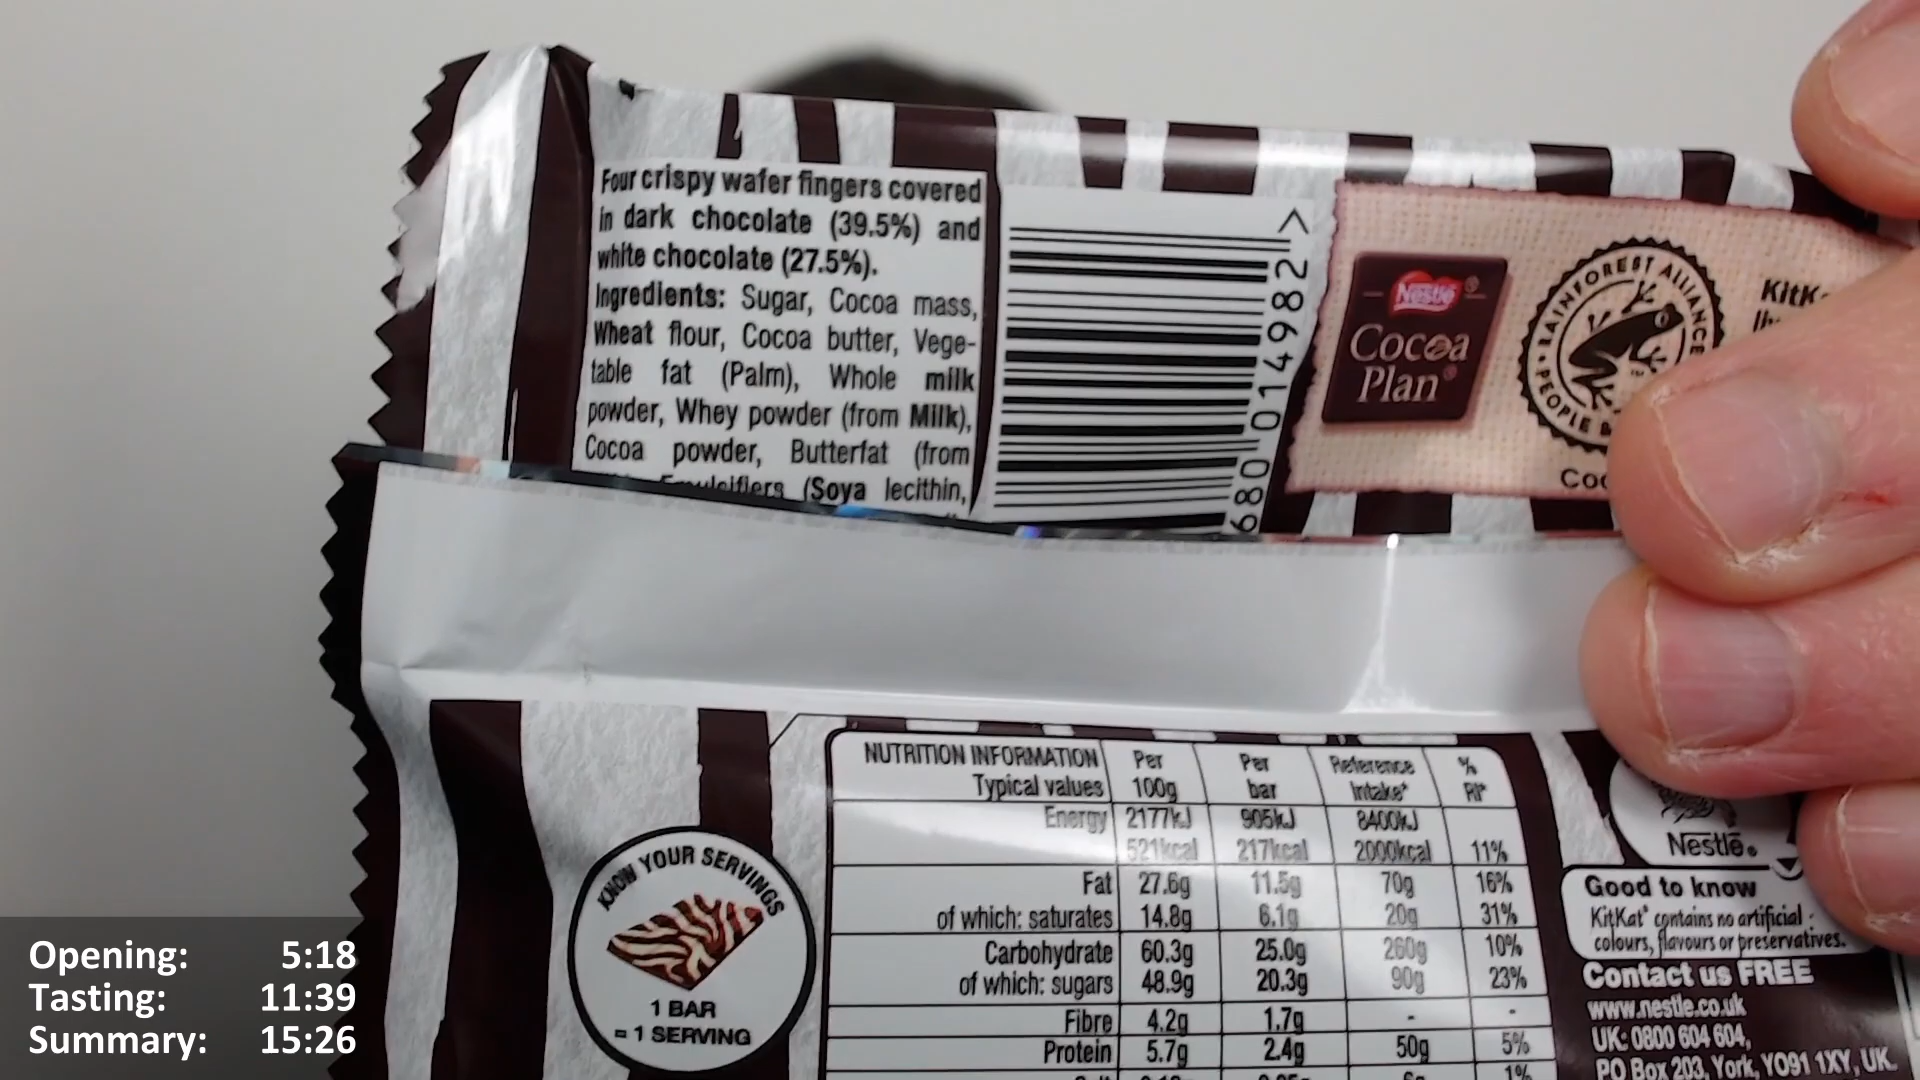 Four crispy wafer fingers covered
in dark chocolate (39.5%) and
white chocolate (27.5%).
Ingredients: Sugar, Cocoa mass,
Wheat flour, Cocoa butter, Vege-
table fat (Palm), Whole milk
powder, Whey powder (from Milk),
Cocoa powder, Butterfat (from
Emulsifiers (Soya lecithin,
680 014982 >
Nestlé®
Cocoa
Plan®
RAINFOREST ALLIANCE
PEOPLE
KNOW YOUR SERVINGS
1 BAR
= 1 SERVING
NUTRITION INFORMATION Per Per Reference %
Typical values 100g bar Intake* RI*
Energy 2177kJ 905kJ 8400kJ
521kcal 217kcal 2000kcal 11%
Fat 27.6g 11.5g 70g 16%
of which: saturates 14.8g 6.1g 20g 31%
Carbohydrate 60.3g 25.0g 260g 10%
of which: sugars 48.9g 20.3g 90g 23%
Fibre 4.2g 1.7g - -
Protein 5.7g 2.4g 50g 5%
1%
Nestlé®
Good to know
KitKat® contains no artificial
colours, flavours or preservatives.
Contact us FREE
www.nestle.co.uk
UK: 0800 604 604,
PO Box 203, York, YO91 1XY, UK.
Opening: 5:18
Tasting: 11:39
Summary: 15:26